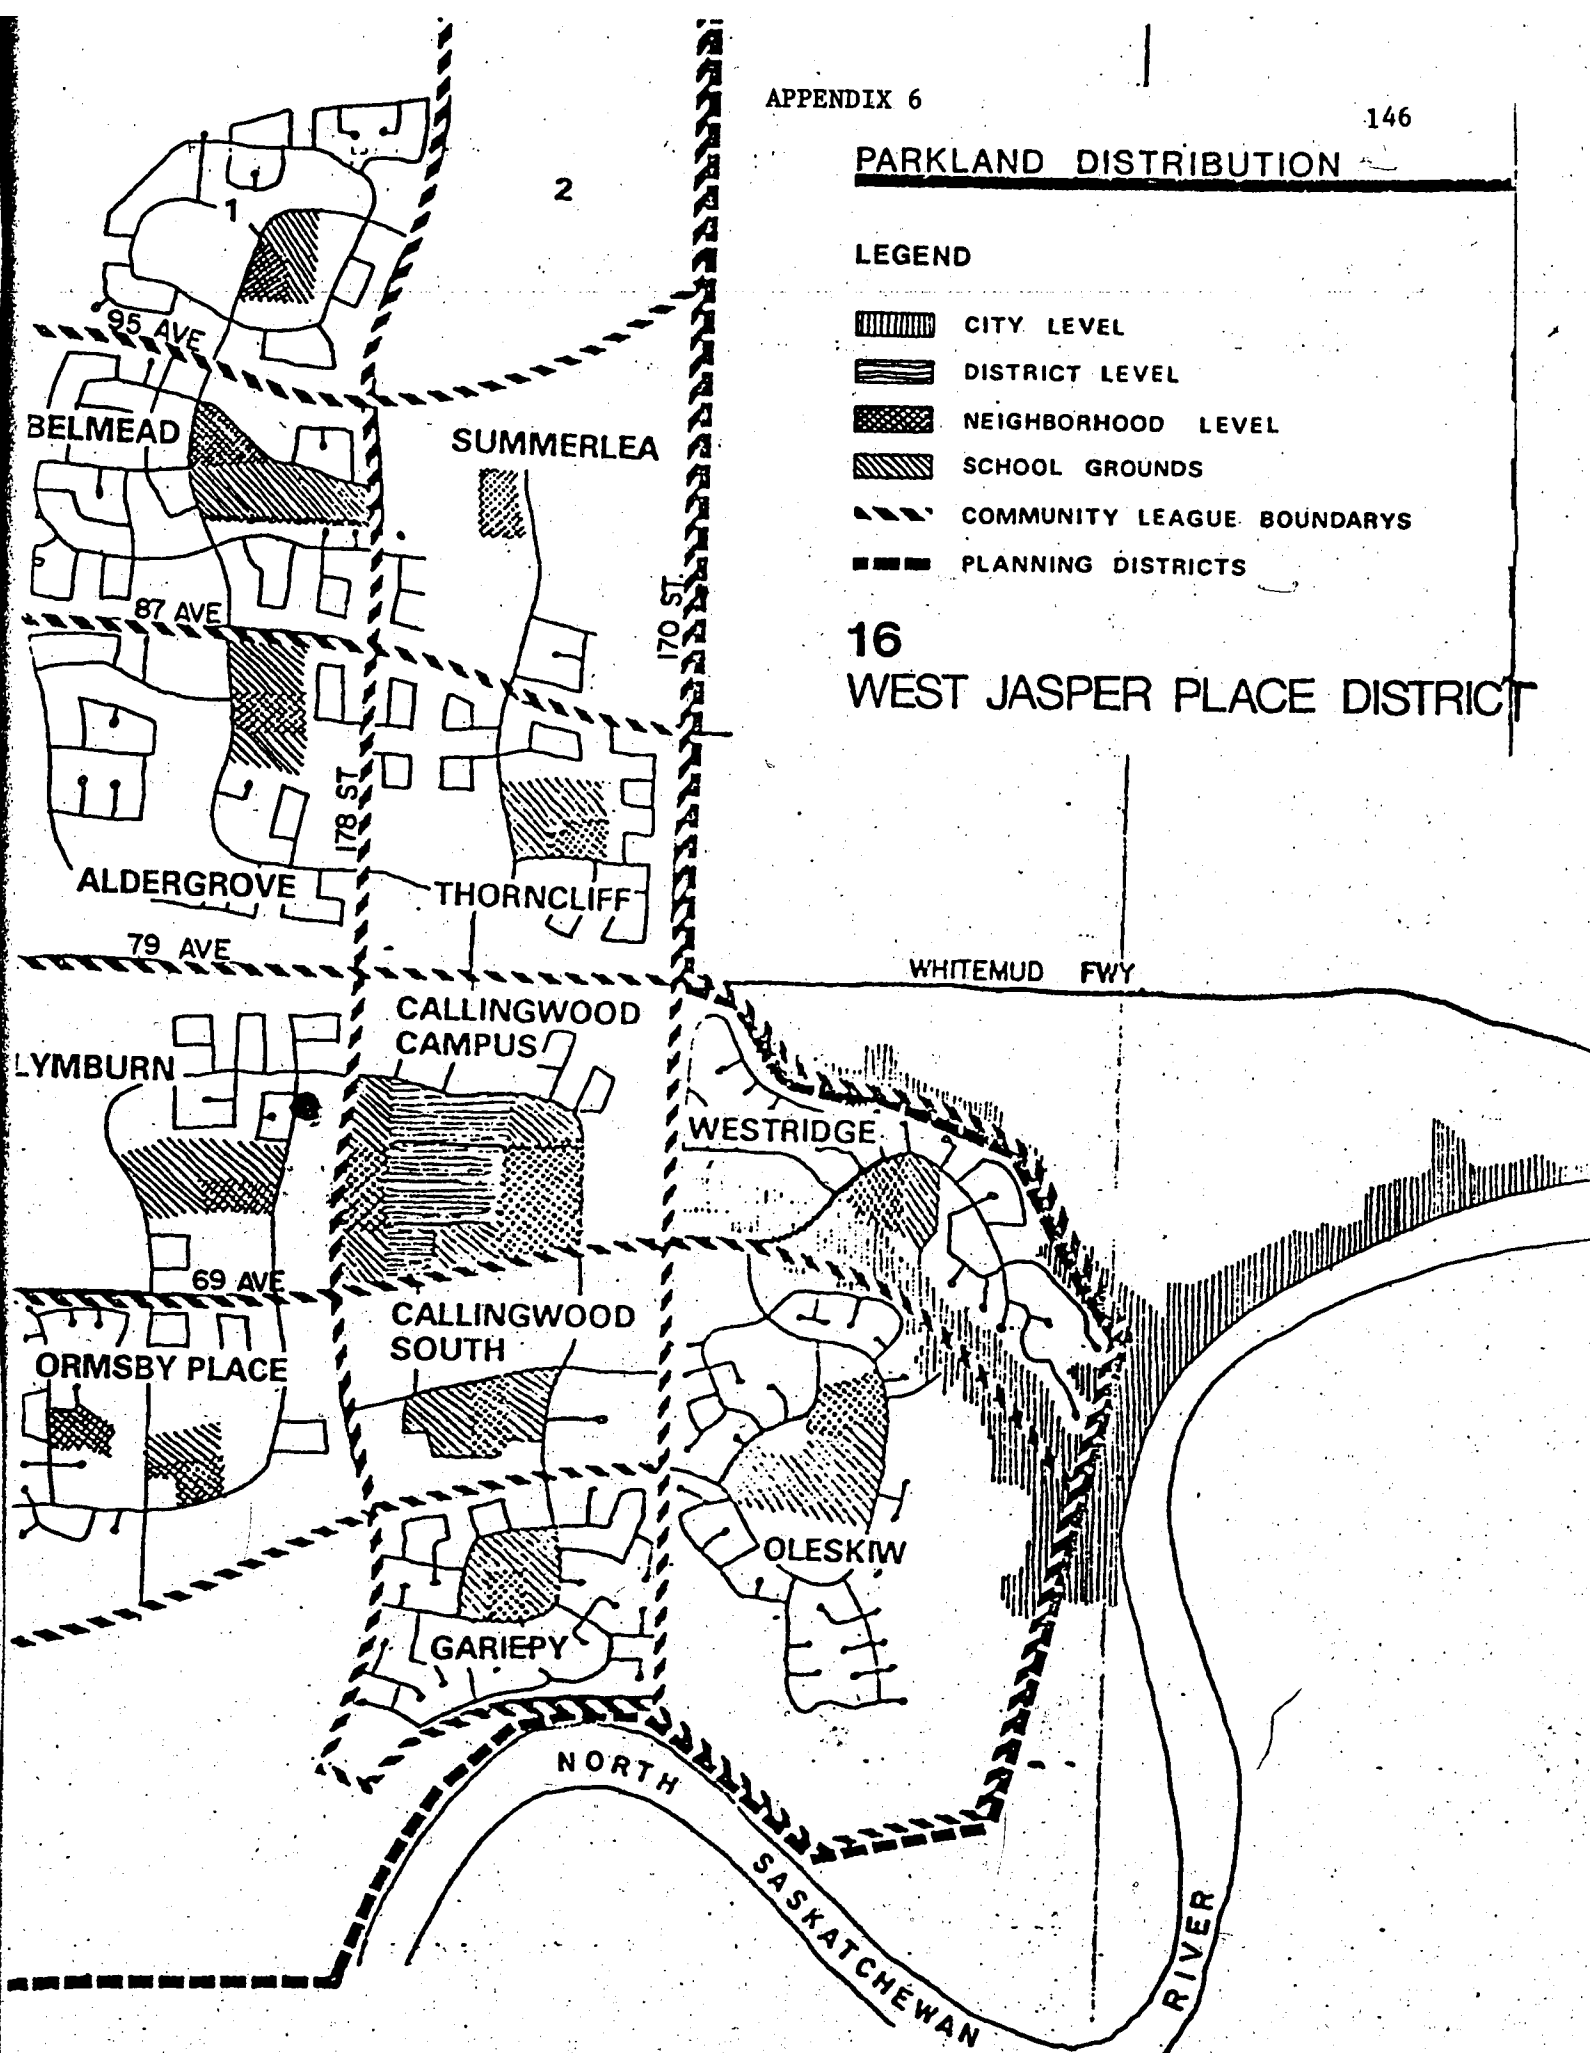 APPENDIX 6
146
PARKLAND DISTRIBUTION
LEGEND
CITY LEVEL
DISTRICT LEVEL
NEIGHBORHOOD LEVEL
SCHOOL GROUNDS
COMMUNITY LEAGUE BOUNDARYS
PLANNING DISTRICTS
16
WEST JASPER PLACE DISTRICT
1
2
95 AVE
BELMEAD
SUMMERLEA
87 AVE
170 ST.
178 ST
ALDERGROVE
THORNCLIFF
79 AVE
WHITEMUD FWY
CALLINGWOOD
CAMPUS
LYMBURN
WESTRIDGE
69 AVE
CALLINGWOOD
SOUTH
ORMSBY PLACE
OLESKIW
GARIEPY
NORTH
SASKATCHEWAN
RIVER